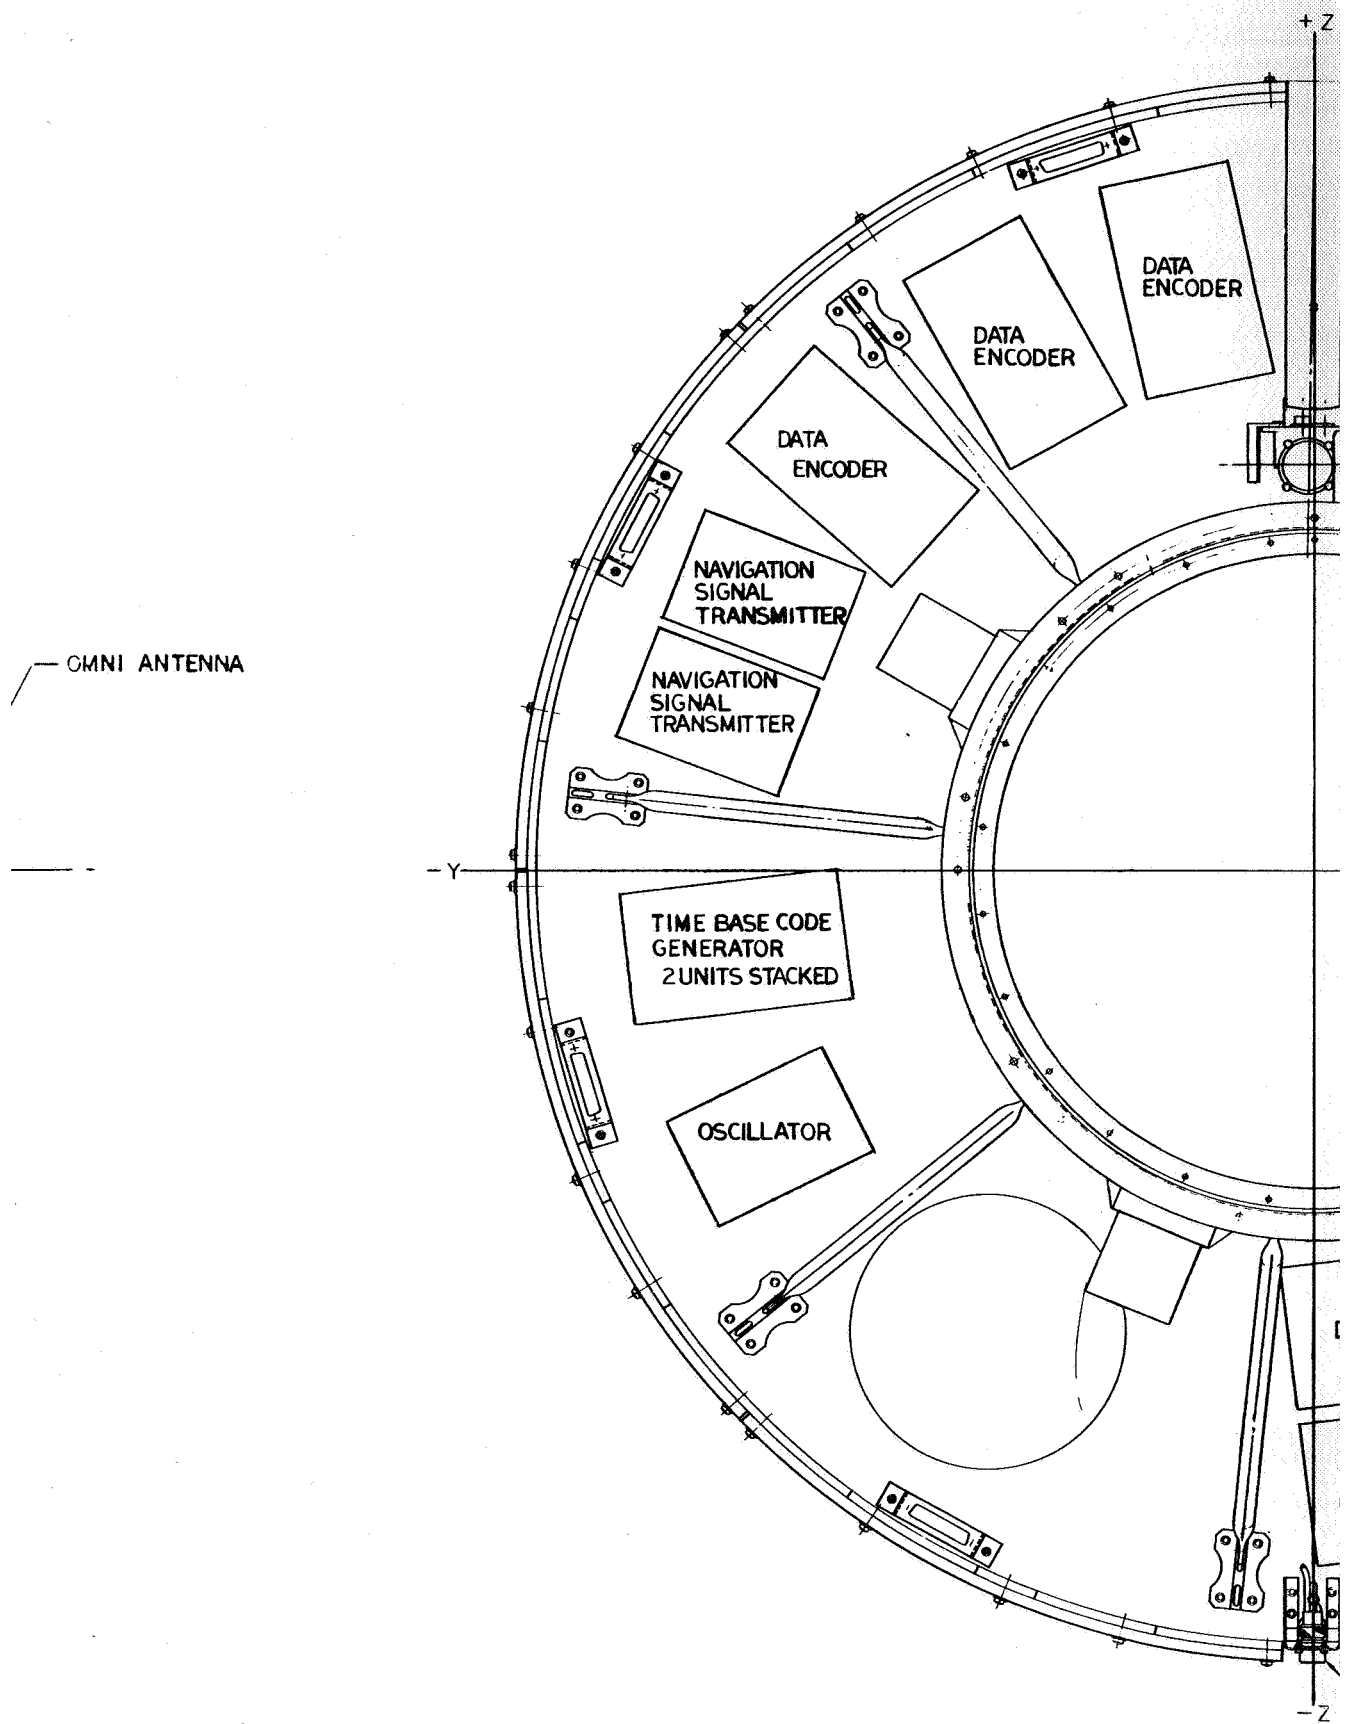 + Z
DATA
ENCODER
DATA
ENCODER
DATA
ENCODER
NAVIGATION
SIGNAL
TRANSMITTER
OMNI ANTENNA
NAVIGATION
SIGNAL
TRANSMITTER
- Y
TIME BASE CODE
GENERATOR
2 UNITS STACKED
OSCILLATOR
- Z